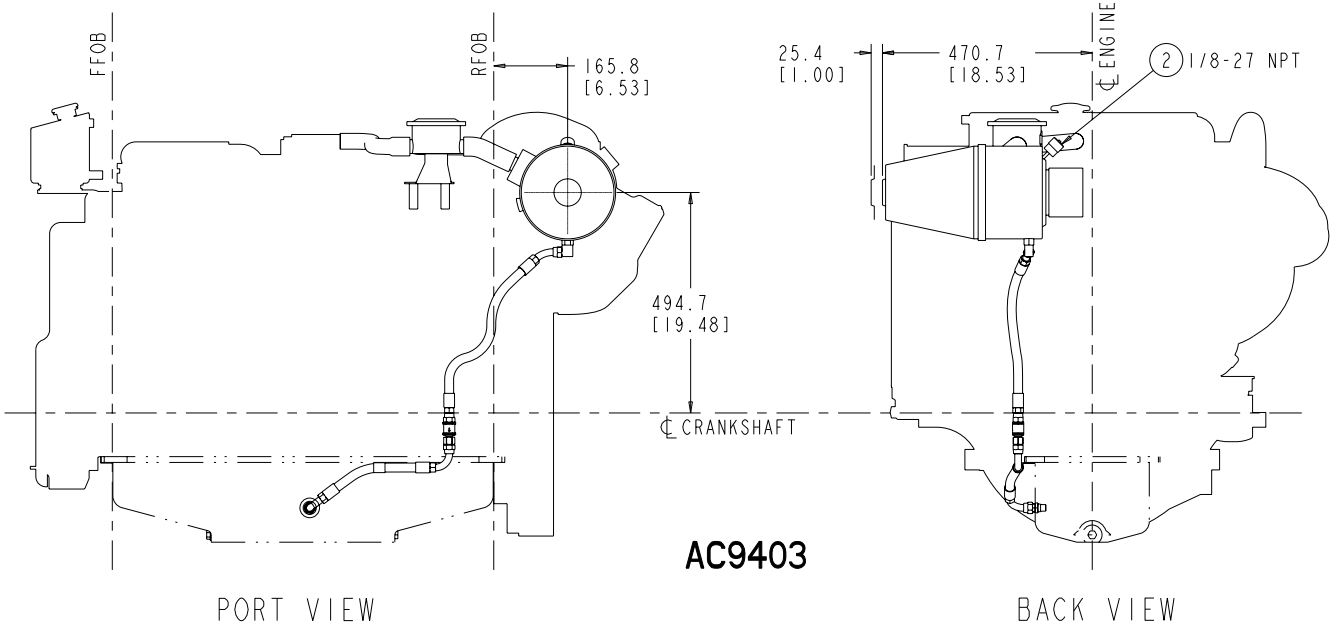 FFOB
RFOB
165.8
[6.53]
25.4
[1.00]
470.7
[18.53]
℄ ENGINE
2 1/8-27 NPT
494.7
[19.48]
℄ CRANKSHAFT
AC9403
PORT VIEW
BACK VIEW